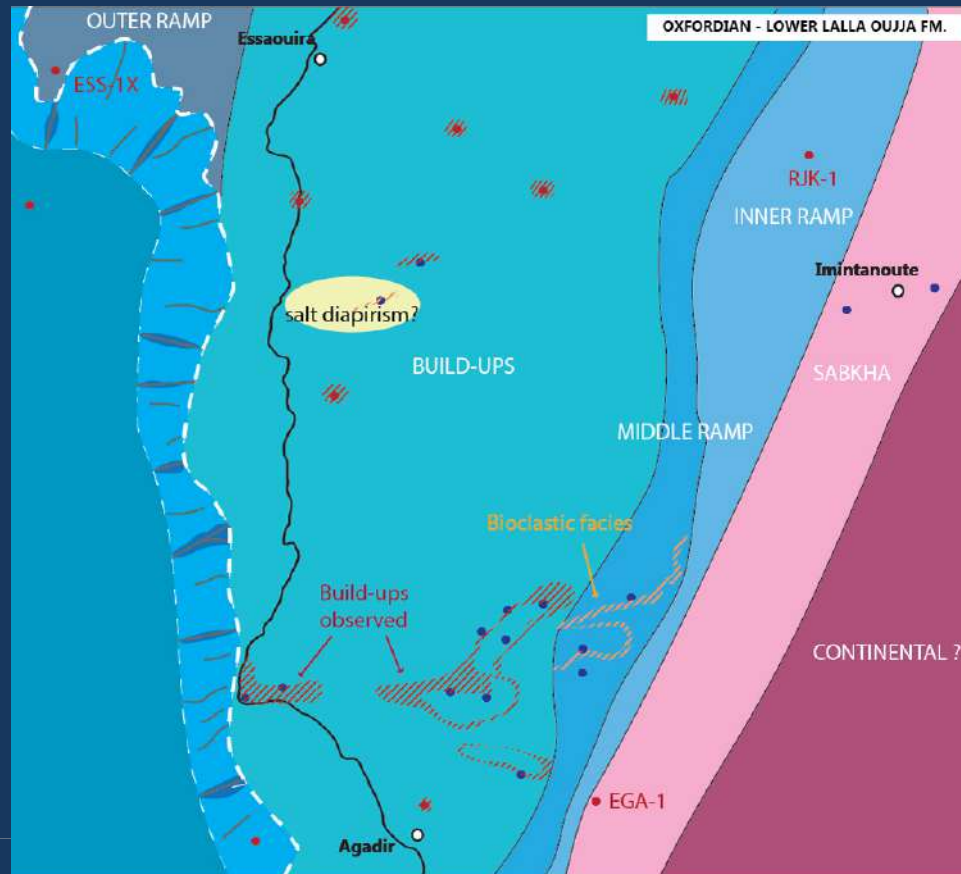 OUTER RAMP
OXFORDIAN - LOWER LALLA OUJJA FM.
Essaouira
ESS-1X
RJK-1
INNER RAMP
Imintanoute
salt diapirism?
BUILD-UPS
SABKHA
MIDDLE RAMP
Bioclastic facies
Build-ups
observed
CONTINENTAL ?
EGA-1
Agadir